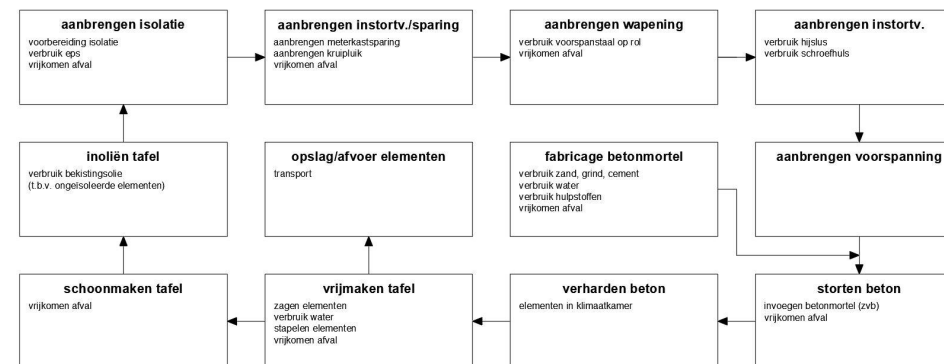 aanbrengen isolatie
voorbereiding isolatie
verbruik eps
vrijkomen afval
aanbrengen instortv./sparing
aanbrengen meterkastsparing
aanbrengen kruipluik
vrijkomen afval
aanbrengen wapening
verbruik voorspanstaal op rol
vrijkomen afval
aanbrengen instortv.
verbruik hijslus
verbruik schroefhuls
inoliën tafel
verbruik bekistingsolie
(t.b.v. ongeisoleerde elementen)
opslag/afvoer elementen
transport
fabricage betonmortel
verbruik zand, grind, cement
verbruik water
verbruik hulpstoffen
vrijkomen afval
aanbrengen voorspanning
schoonmaken tafel
vrijkomen afval
vrijmaken tafel
zagen elementen
verbruik water
stapelen elementen
vrijkomen afval
verharden beton
elementen in klimaatkamer
storten beton
invoegen betonmortel (zvb)
vrijkomen afval